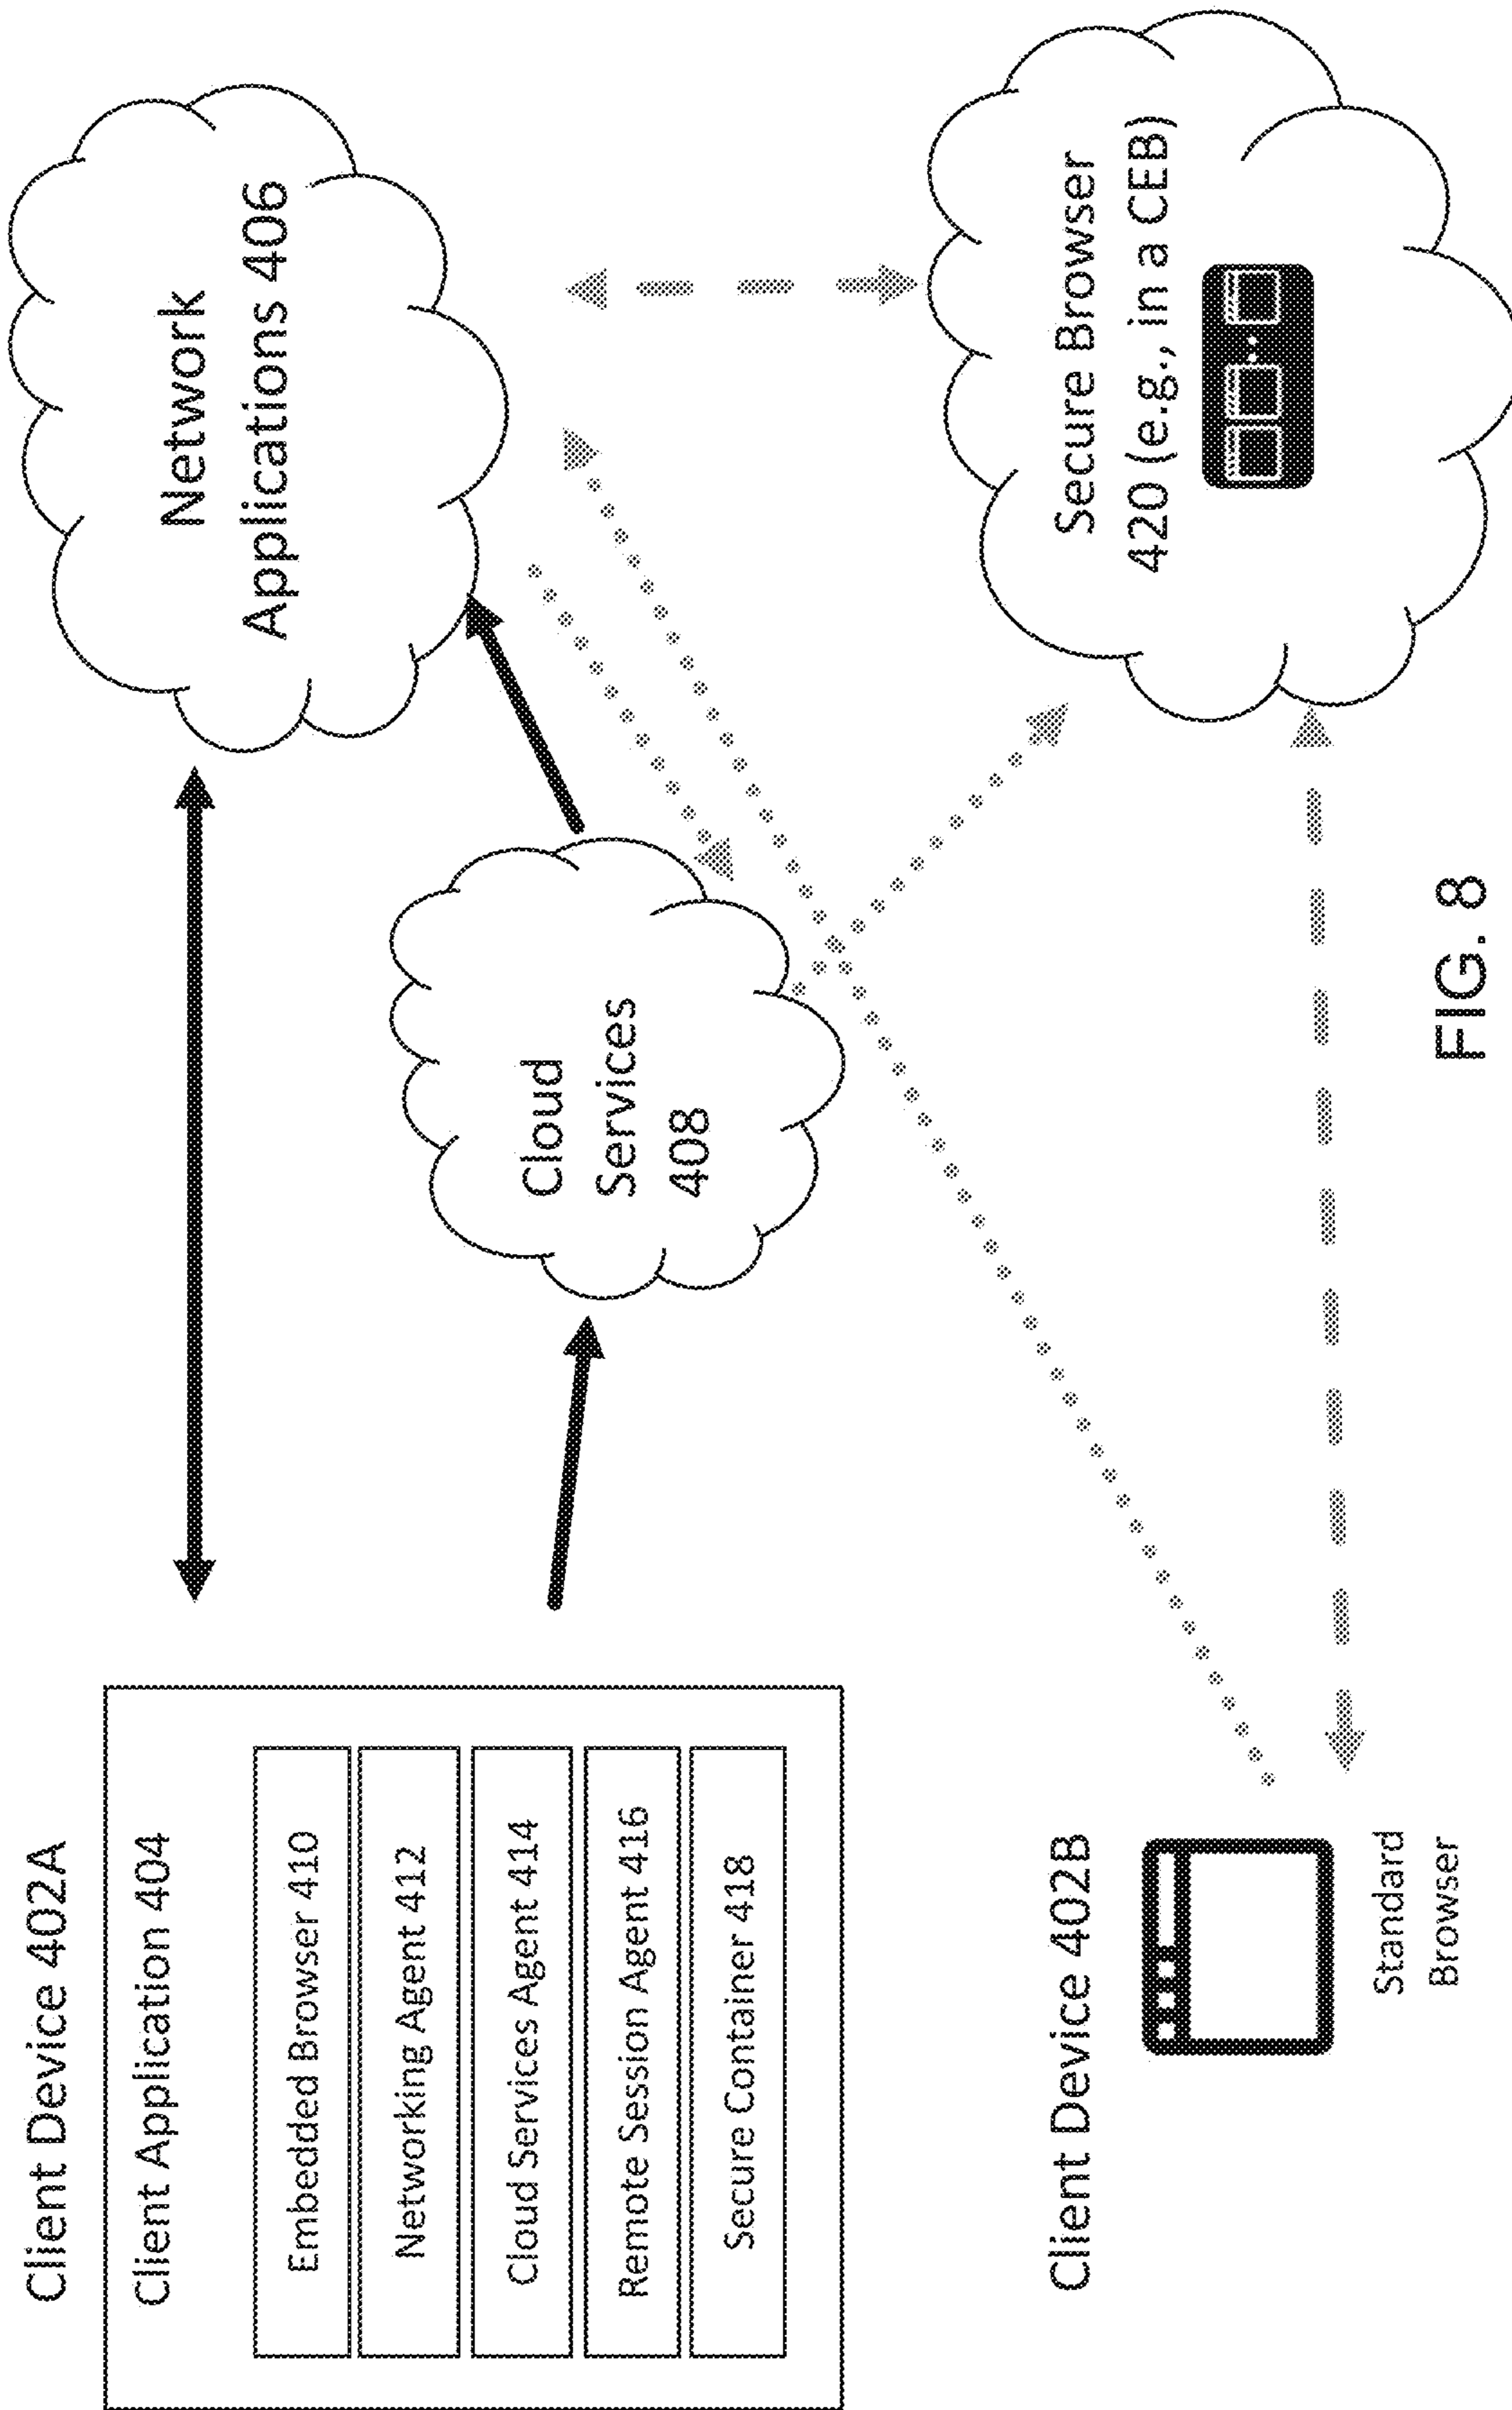 Client Device 402A
Client Application 404
Embedded Browser 410
Networking Agent 412
Cloud Services Agent 414
Remote Session Agent 416
Secure Container 418
Network
Applications 406
Cloud
Services
408
Client Device 402B
Standard
Browser
Secure Browser
420 (e.g., in a CEB)
FIG. 8